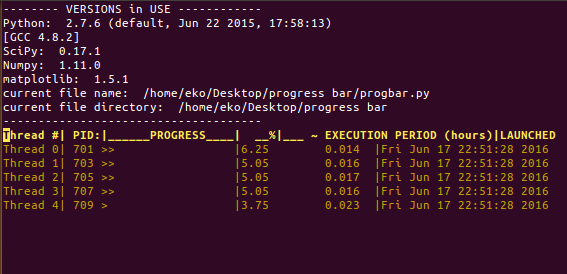 -------- VERSIONS in USE ------------
Python:  2.7.6 (default, Jun 22 2015, 17:58:13)
[GCC 4.8.2]
SciPy:  0.17.1
Numpy:  1.11.0
matplotlib:  1.5.1
current file name:  /home/eko/Desktop/progress bar/progbar.py
current file directory:  /home/eko/Desktop/progress bar
-------------------------------------
Thread #| PID:|______PROGRESS____|  __%|___ ~ EXECUTION PERIOD (hours)|LAUNCHED
Thread 0| 701 >>                 |6.25       0.014  |Fri Jun 17 22:51:28 2016
Thread 1| 703 >>                 |5.05       0.016  |Fri Jun 17 22:51:28 2016
Thread 2| 705 >>                 |5.05       0.017  |Fri Jun 17 22:51:28 2016
Thread 3| 707 >>                 |5.05       0.016  |Fri Jun 17 22:51:28 2016
Thread 4| 709 >                  |3.75       0.023  |Fri Jun 17 22:51:28 2016